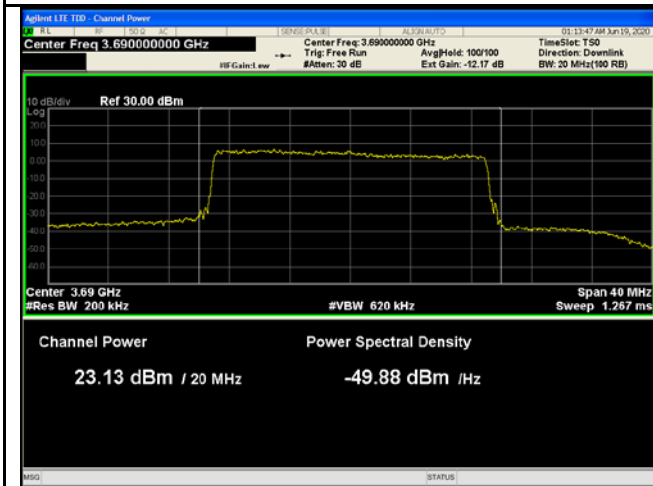 Agilent LTE TDD - Channel Power
RL RF 50 Ω AC SENSE:PULSE ALIGN AUTO 01:13:47 AM Jun 19, 2020
Center Freq 3.690000000 GHz Center Freq: 3.690000000 GHz TimeSlot: TS0
Trig: Free Run Avg|Hold: 100/100 Direction: Downlink
#IFGain:Low #Atten: 30 dB Ext Gain: -12.17 dB BW: 20 MHz(100 RB)
10 dB/div Ref 30.00 dBm
Log
20.0
10.0
0.00
-10.0
-20.0
-30.0
-40.0
-50.0
-60.0
Center 3.69 GHz Span 40 MHz
#Res BW 200 kHz #VBW 620 kHz Sweep 1.267 ms
Channel Power Power Spectral Density
23.13 dBm / 20 MHz -49.88 dBm /Hz
MSG STATUS